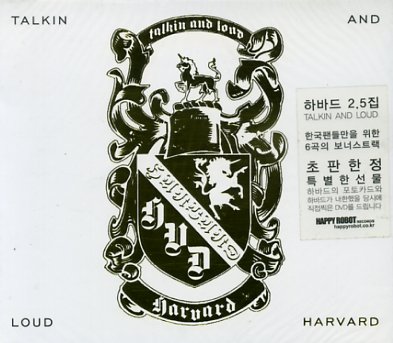 TALKIN AND
talkin and loud
하바드 2,5집
TALKIN AND LOUD
한국팬들만을 위한
6곡의 보너스트랙
초 판 한 정
특 별 한 선 물
하바드의 포토카드와
하바드가 내한했을 당시에
직접찍은 DVD를 드립니다
HAPPY ROBOT RECORDS
happyrobot.co.kr
HVD
Harvard
LOUD HARVARD